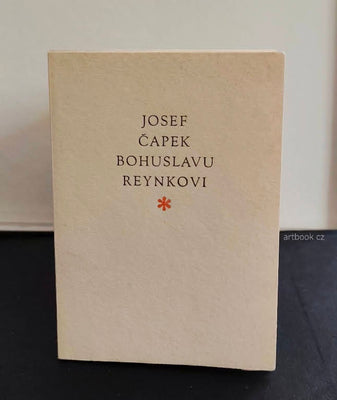 JOSEF
ČAPEK
BOHUSLAVU
REYNKOVI
*
artbook cz